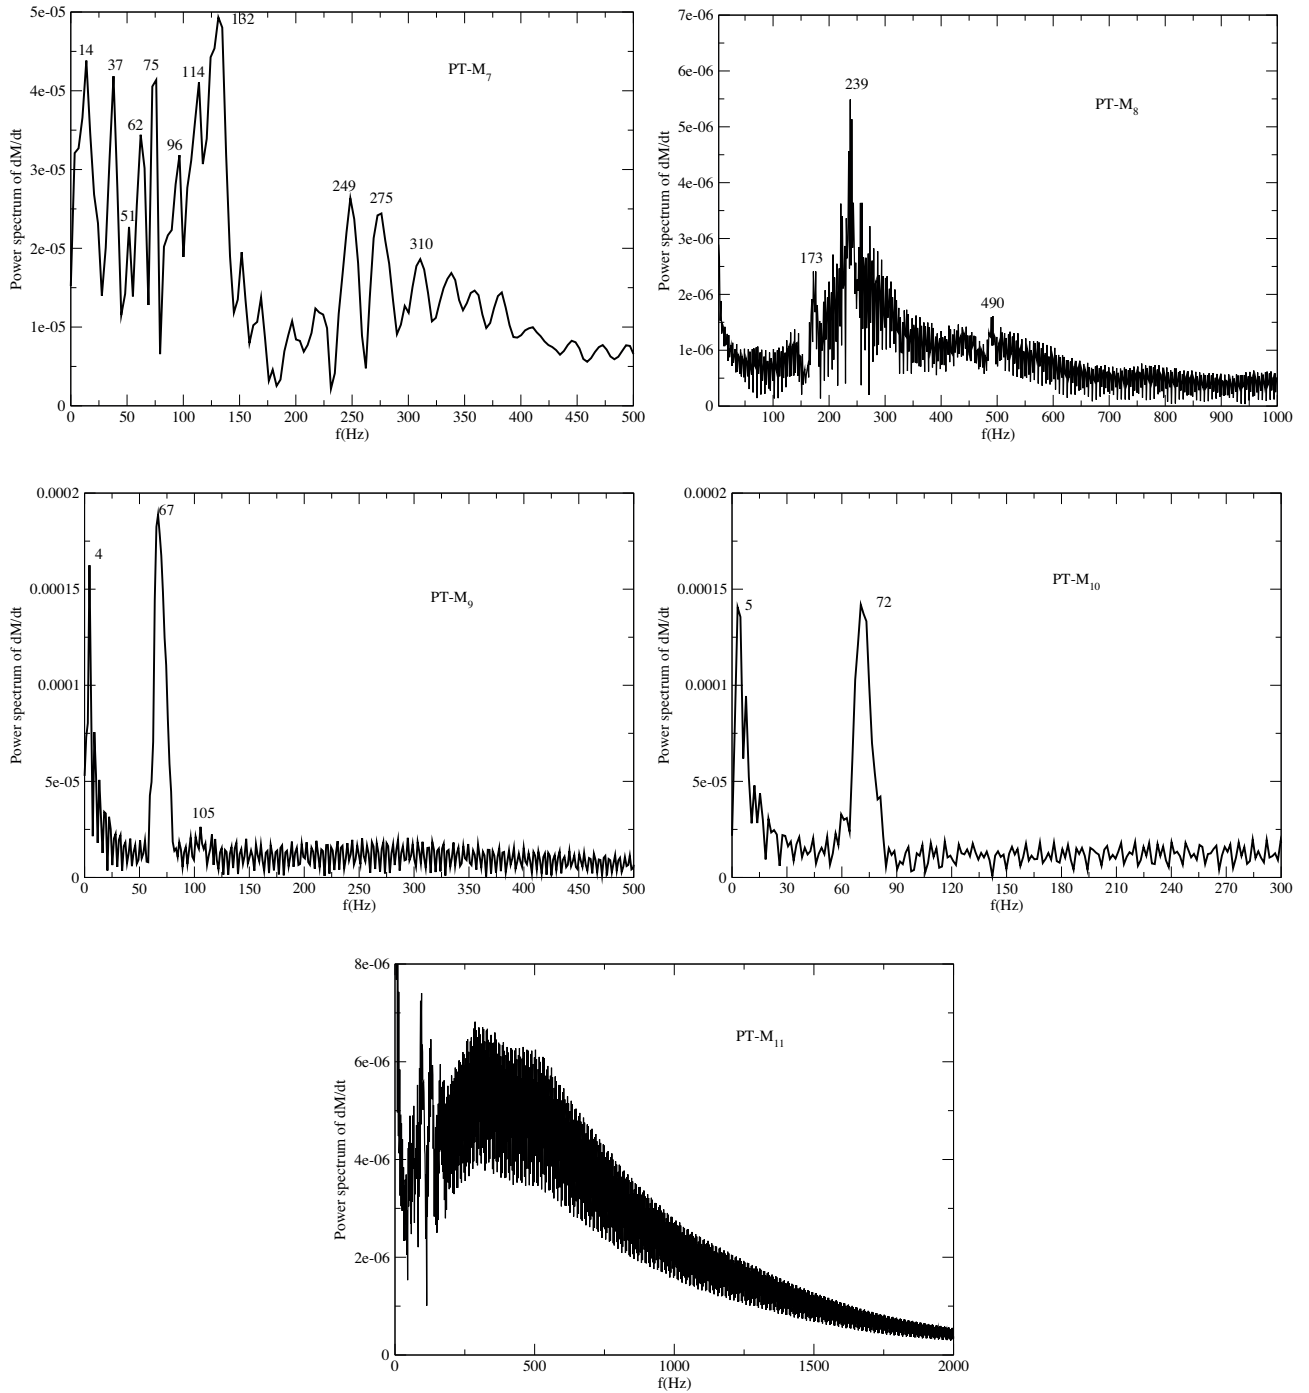 5e-05
4e-05
3e-05
2e-05
1e-05
0
Power spectrum of dM/dt
14
37
51
62
75
96
114
132
249
275
310
PT-M7
0 50 100 150 200 250 300 350 400 450 500
f(Hz)
7e-06
6e-06
5e-06
4e-06
3e-06
2e-06
1e-06
0
Power spectrum of dM/dt
173
239
490
PT-M8
100 200 300 400 500 600 700 800 900 1000
f(Hz)
0.0002
0.00015
0.0001
5e-05
0
Power spectrum of dM/dt
4
67
105
PT-M9
0 50 100 150 200 250 300 350 400 450 500
f(Hz)
0.0002
0.00015
0.0001
5e-05
0
Power spectrum of dM/dt
5
72
PT-M10
0 30 60 90 120 150 180 210 240 270 300
f(Hz)
8e-06
6e-06
4e-06
2e-06
0
Power spectrum of dM/dt
PT-M11
0 500 1000 1500 2000
f(Hz)